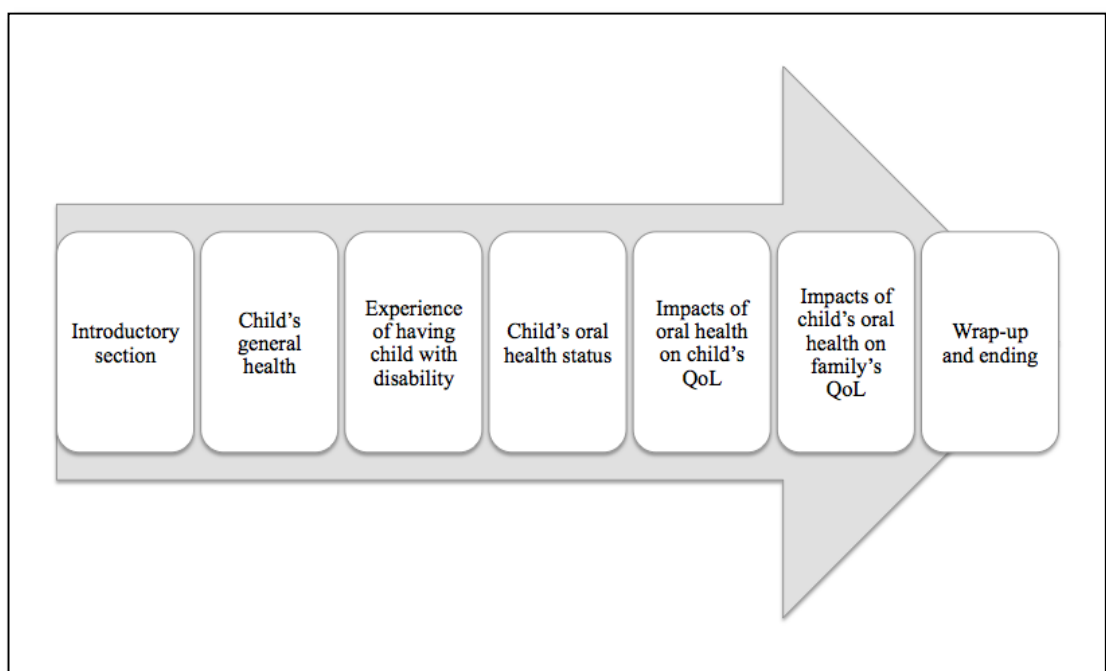 Introductory
section
Child’s
general
health
Experience
of having
child with
disability
Child’s oral
health status
Impacts of
oral health
on child’s
QoL
Impacts of
child’s oral
health on
family’s
QoL
Wrap-up
and ending